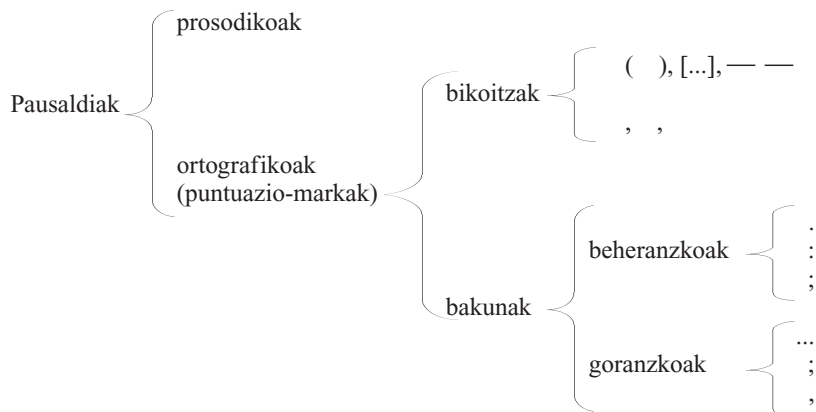 prosodikoak
( ), [...], — —
bikoitzak
Pausaldiak
, ,
ortografikoak
(puntuazio-markak)
.
beheranzkoak
:
;
bakunak
...
goranzkoak
;
,